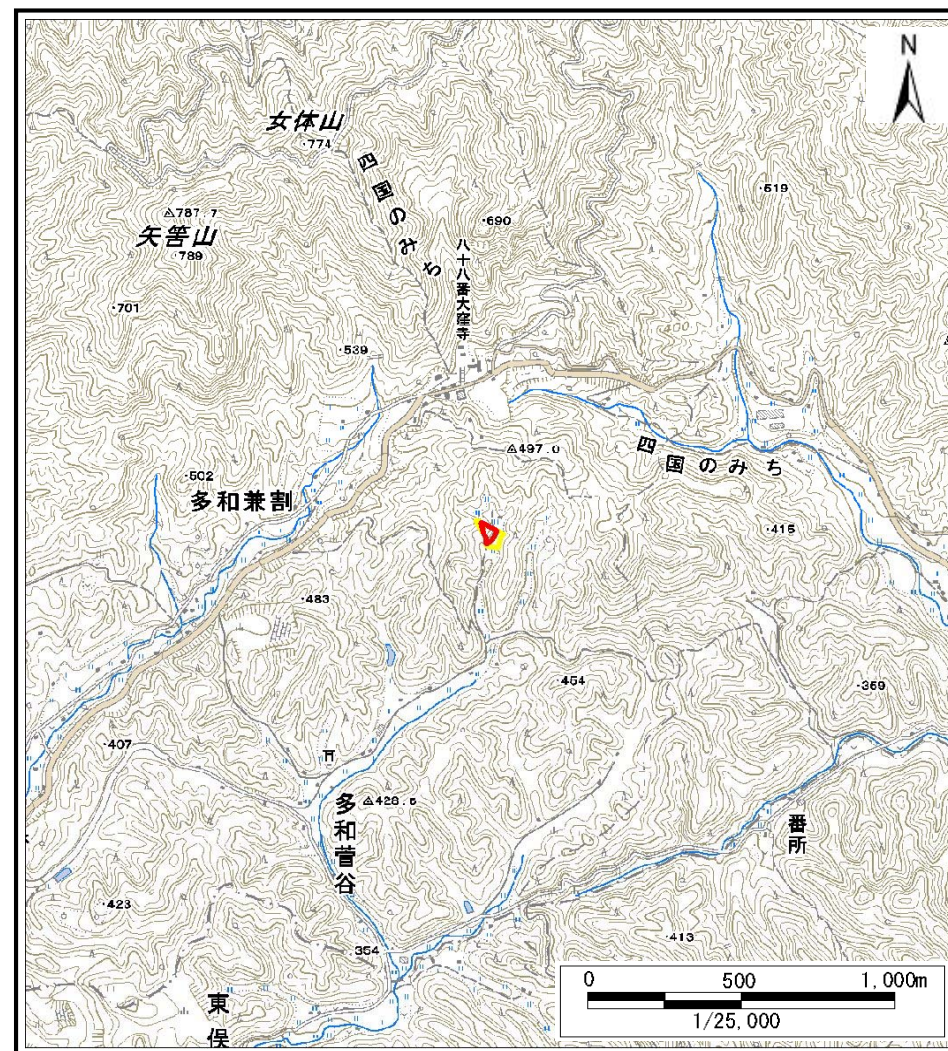 N
女体山
・774
四国のみち
・519
△787.7
・690
矢筈山
・789
八十八番大窪寺
・701
400
・539
△497.0
四国のみち
・502
多和兼割
・415
・483
・454
・359
・407
△428.6
多和菅谷
番所
・423
・354
・413
東俣
0 500 1,000m
1/25,000